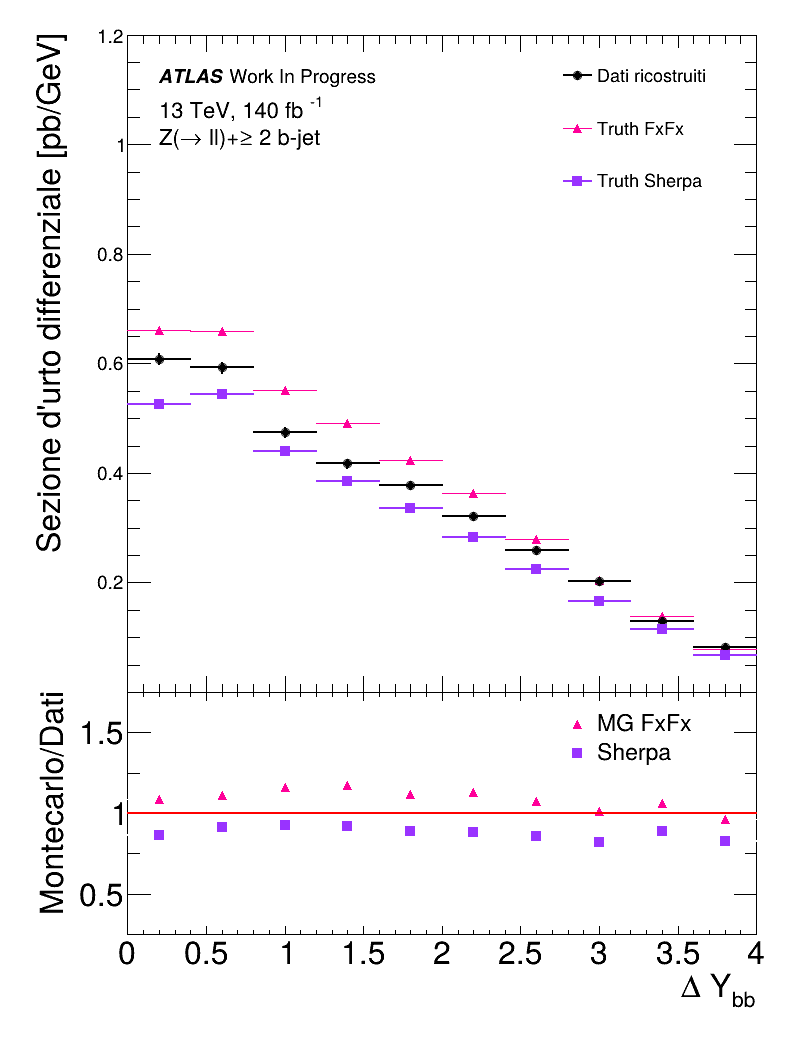 Sezione d'urto differenziale [pb/GeV]
1.2
1
0.8
0.6
0.4
0.2
ATLAS Work In Progress
13 TeV, 140 fb -1
Z(→ ll)+≥ 2 b-jet
Dati ricostruiti
Truth FxFx
Truth Sherpa
Montecarlo/Dati
1.5
1
0.5
MG FxFx
Sherpa
0 0.5 1 1.5 2 2.5 3 3.5 4
Δ Ybb